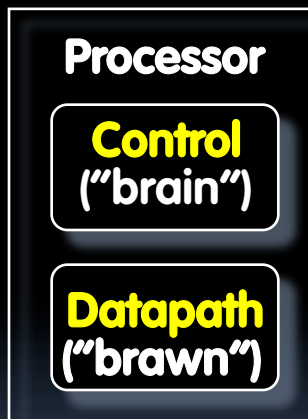 Processor
Control
("brain")
Datapath
("brawn")